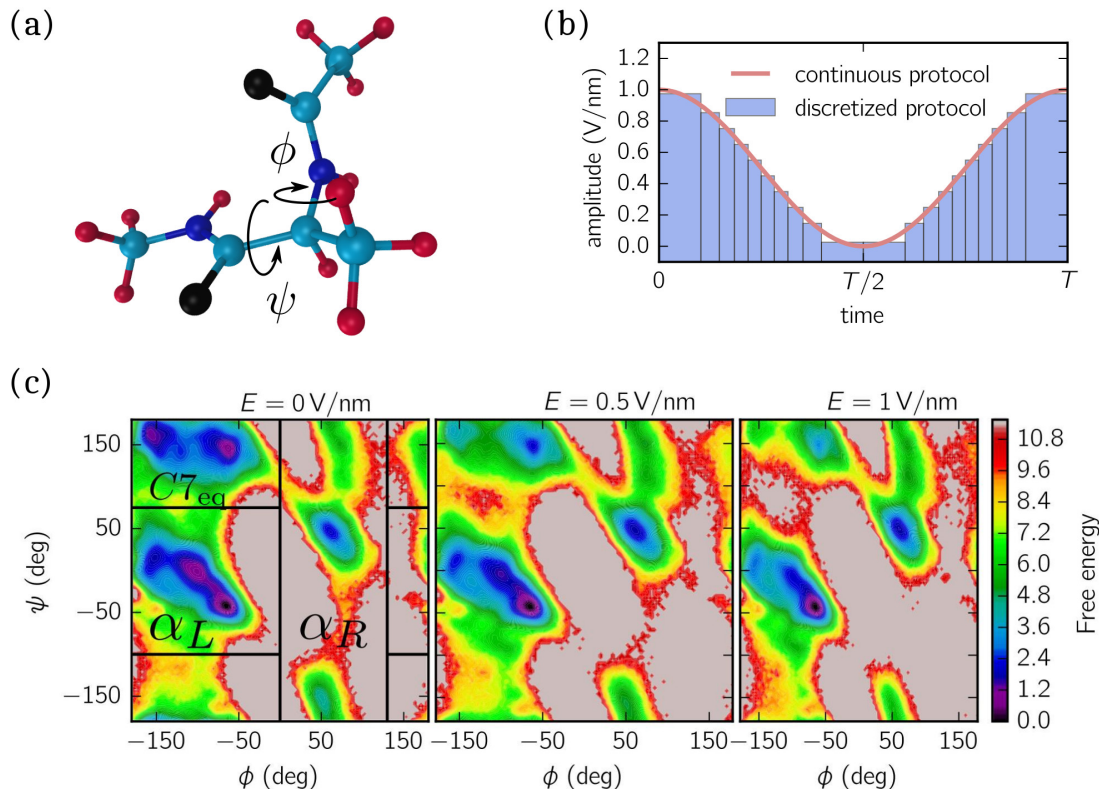 (a)
ϕ
ψ
(b)
amplitude (V/nm)
1.2
1.0
0.8
0.6
0.4
0.2
0.0
continuous protocol
discretized protocol
0
T/2
T
time
(c)
E = 0 V/nm
E = 0.5 V/nm
E = 1 V/nm
ψ (deg)
150
50
−50
−150
C7eq
αL
αR
−150
−50
50
150
−150
−50
50
150
−150
−50
50
150
ϕ (deg)
ϕ (deg)
ϕ (deg)
10.8
9.6
8.4
7.2
6.0
4.8
3.6
2.4
1.2
0.0
Free energy